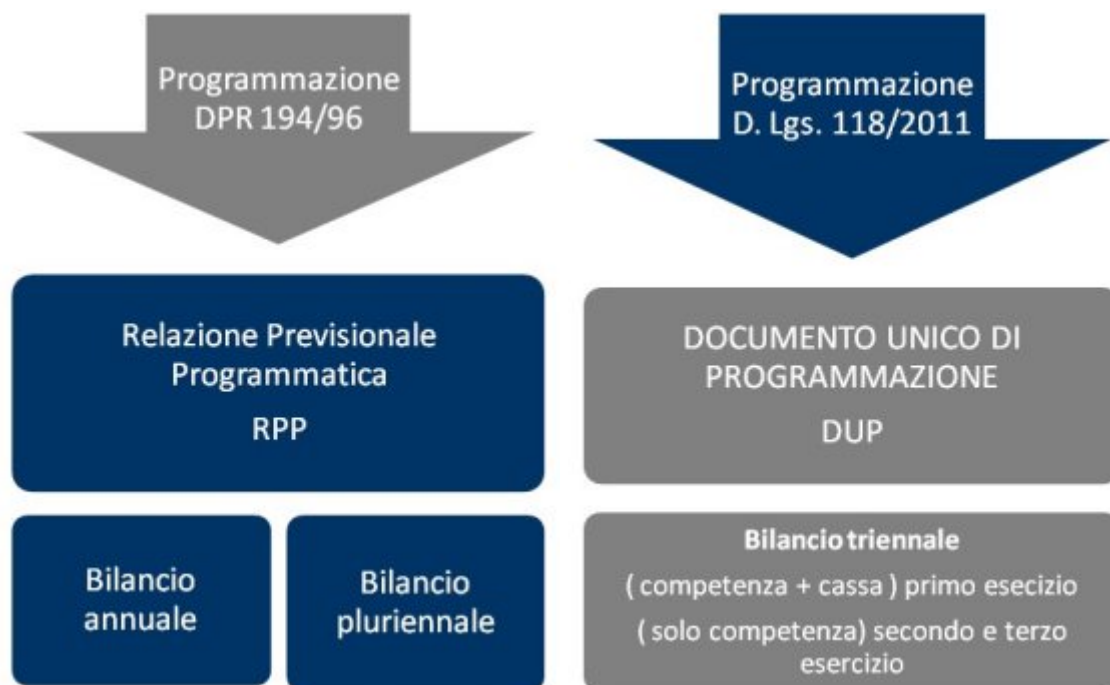 Programmazione
DPR 194/96
Programmazione
D. Lgs. 118/2011
Relazione Previsionale
Programmatica
RPP
DOCUMENTO UNICO DI
PROGRAMMAZIONE
DUP
Bilancio
annuale
Bilancio
pluriennale
Bilancio triennale
( competenza + cassa ) primo esecizio
( solo competenza) secondo e terzo
esercizio